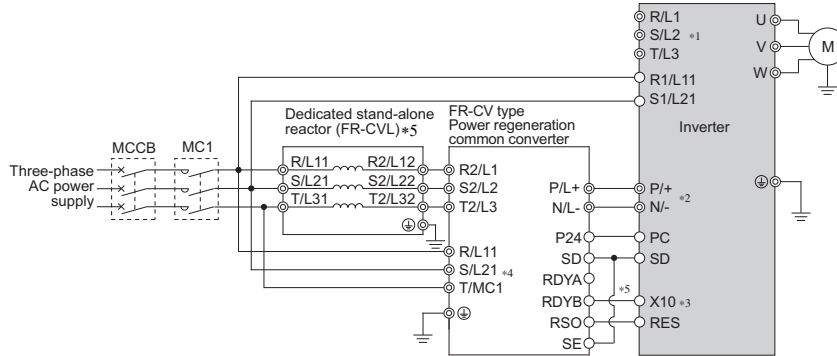 R/L1
S/L2 *1
T/L3
R1/L11
S1/L21
U
V
W
M
Inverter
Dedicated stand-alone
reactor (FR-CVL) *5
FR-CV type
Power regeneration
common converter
MCCB
MC1
Three-phase
AC power
supply
R/L11 R2/L12
S/L21 S2/L22
T/L31 T2/L32
R2/L1
S2/L2
T2/L3
R/L11
S/L21 *4
T/MC1
P/L+
N/L-
P24
SD
RDYA
RDYB
RSO
SE
*5
P/+
N/- *2
PC
SD
X10 *3
RES